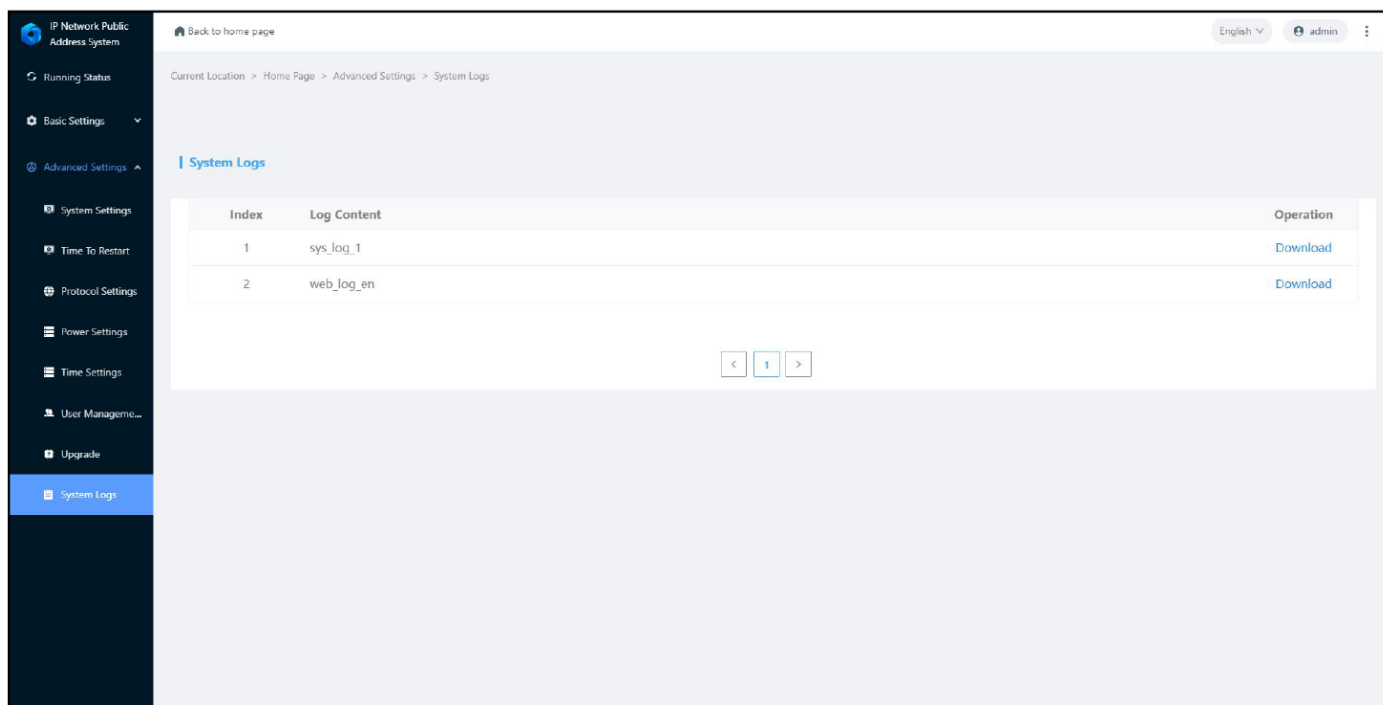 IP Network Public
Address System
Back to home page
English
admin
Running Status
Current Location > Home Page > Advanced Settings > System Logs
Basic Settings
Advanced Settings
System Logs
System Settings
Index Log Content Operation
Time To Restart
1 sys_log_1 Download
2 web_log_en Download
Protocol Settings
Power Settings
< 1 >
Time Settings
User Manageme...
Upgrade
System Logs